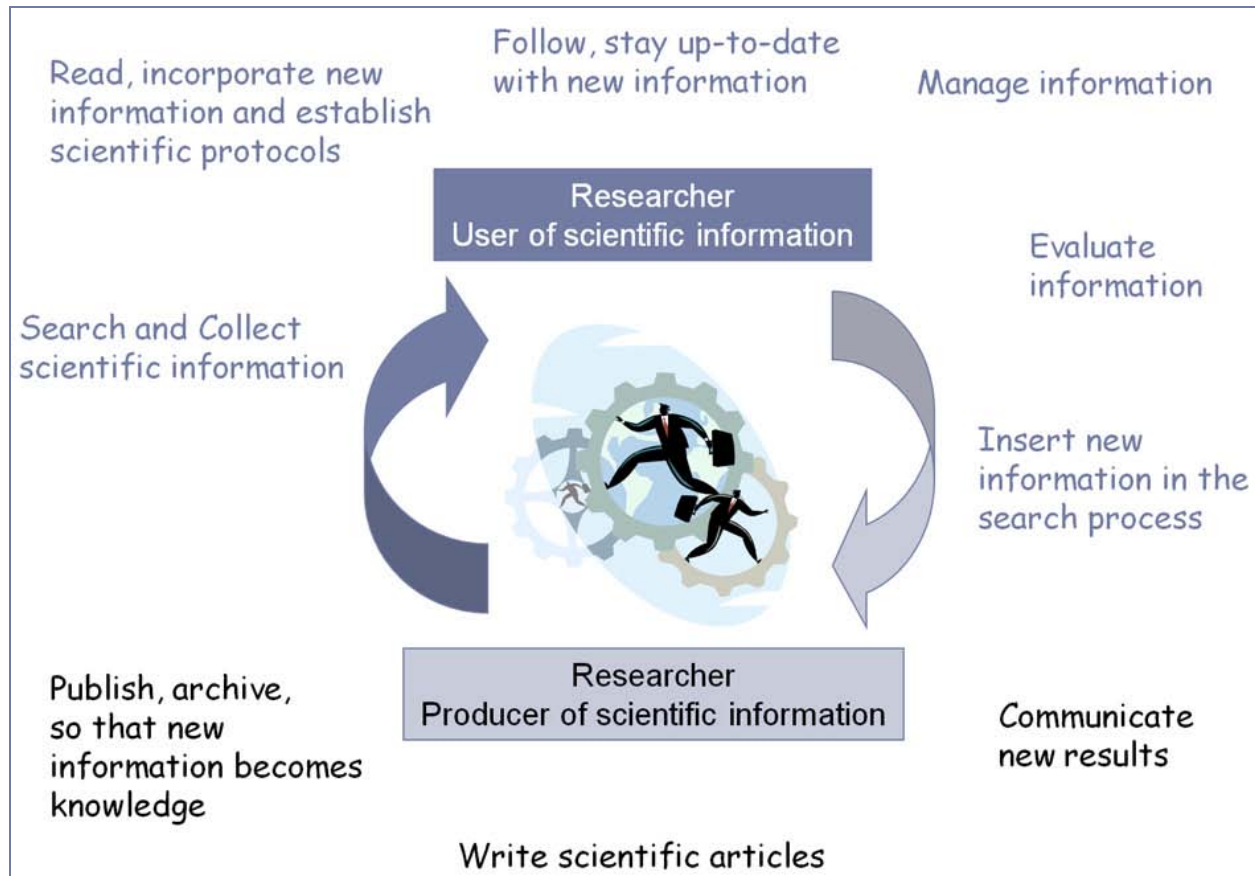 Follow, stay up-to-date
with new information
Read, incorporate new
information and establish
scientific protocols
Manage information
Researcher
User of scientific information
Evaluate
information
Search and Collect
scientific information
Insert new
information in the
search process
Researcher
Producer of scientific information
Publish, archive,
so that new
information becomes
knowledge
Communicate
new results
Write scientific articles